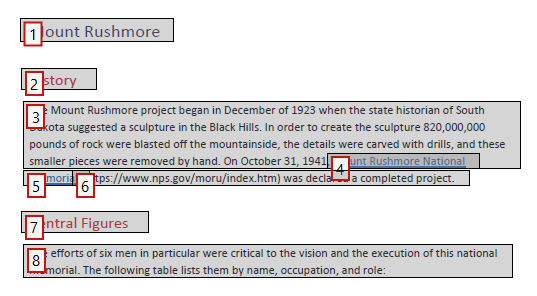 1 ount Rushmore
2 story
3 e Mount Rushmore project began in December of 1923 when the state historian of South
kota suggested a sculpture in the Black Hills. In order to create the sculpture 820,000,000
pounds of rock were blasted off the mountainside, the details were carved with drills, and these
smaller pieces were removed by hand. On October 31, 1941, 4 unt Rushmore National
5 moria 6 tps://www.nps.gov/moru/index.htm) was declared a completed project.
7 entral Figures
8 e efforts of six men in particular were critical to the vision and the execution of this national
morial. The following table lists them by name, occupation, and role: